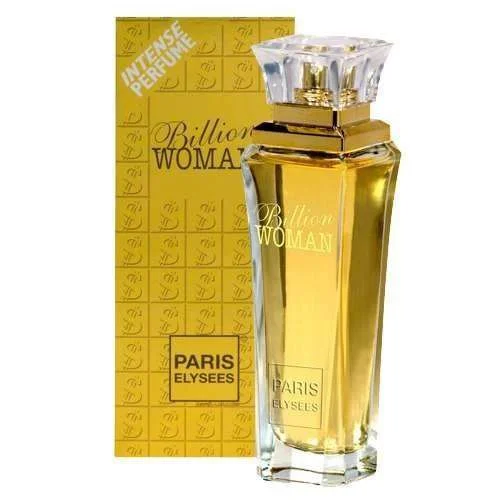 INTENSE
PERFUME
Billion
WOMAN
PARIS
ELYSEES
Billion
WOMAN
PARIS
ELYSEES